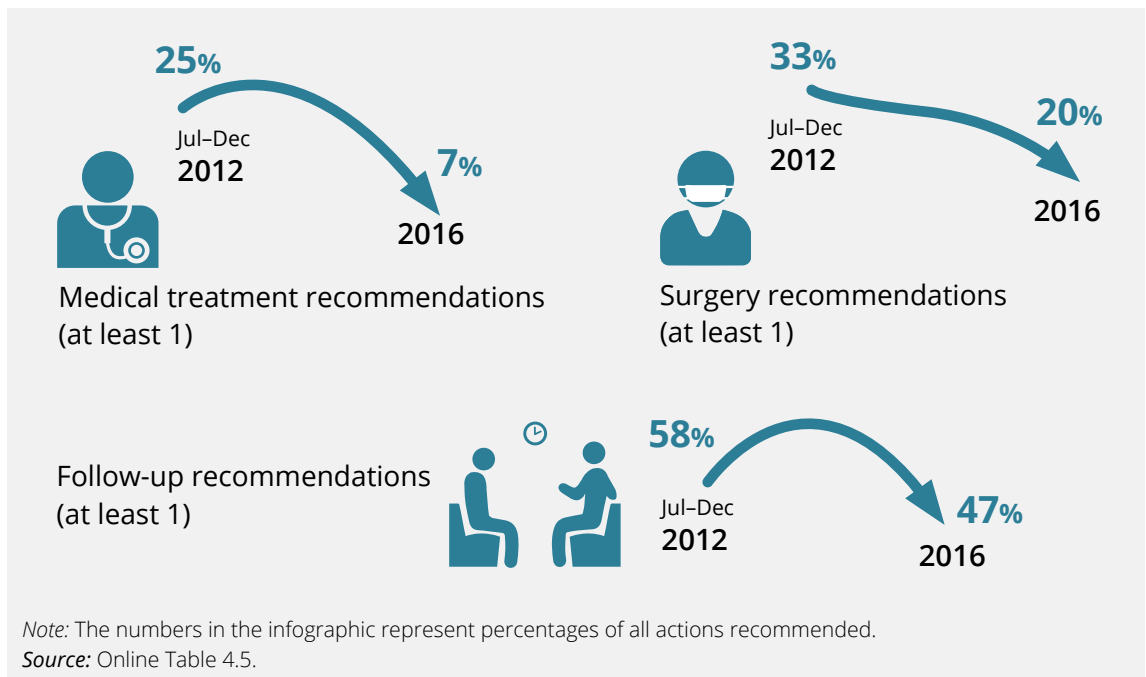 25%
Jul–Dec
2012
7%
2016
Medical treatment recommendations
(at least 1)
33%
Jul–Dec
2012
20%
2016
Surgery recommendations
(at least 1)
Follow-up recommendations
(at least 1)
58%
Jul–Dec
2012
47%
2016
Note: The numbers in the infographic represent percentages of all actions recommended.
Source: Online Table 4.5.